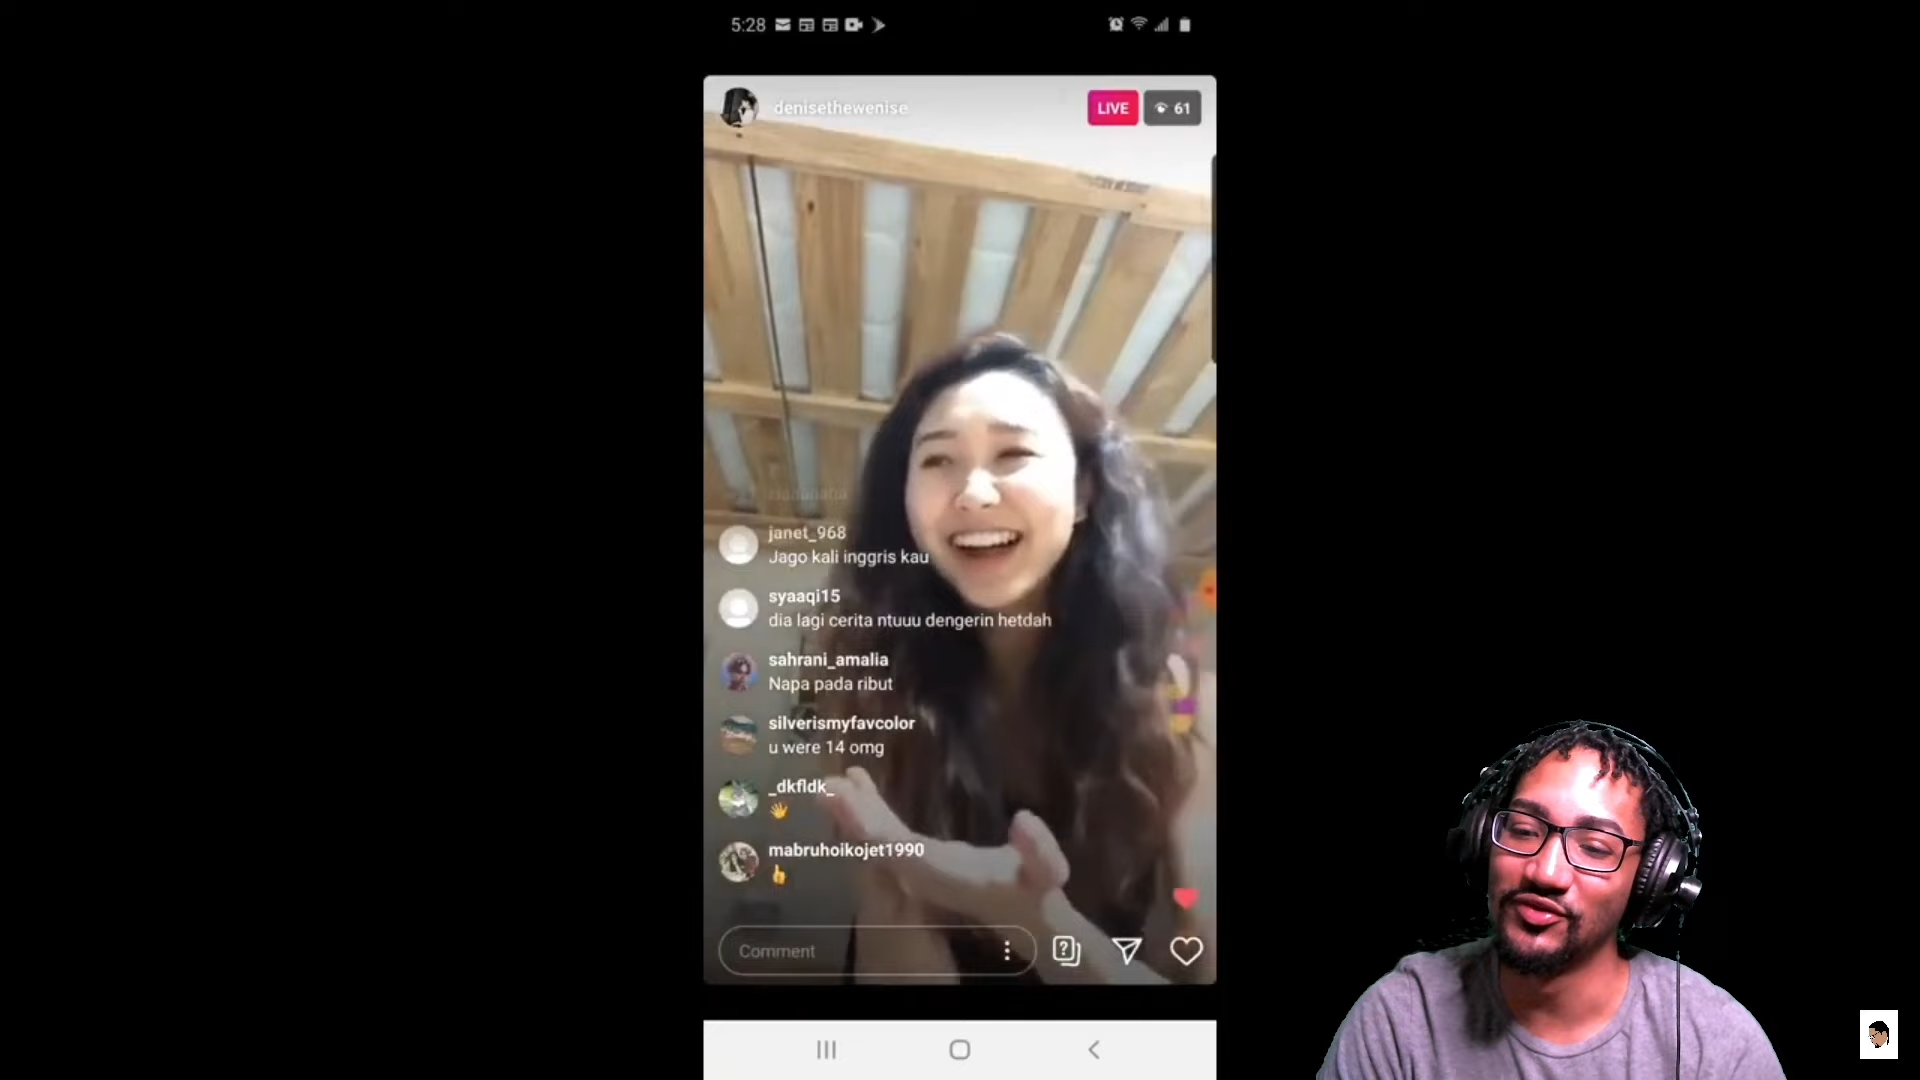 5:28
denisethewenise
LIVE
61
janet_968
Jago kali inggris kau
syaaqi15
dia lagi cerita ntuuu dengerin hetdah
sahrani_amalia
Napa pada ribut
silverismyfavcolor
u were 14 omg
_dkfldk_
👋
mabruhoikojet1990
👍
Comment